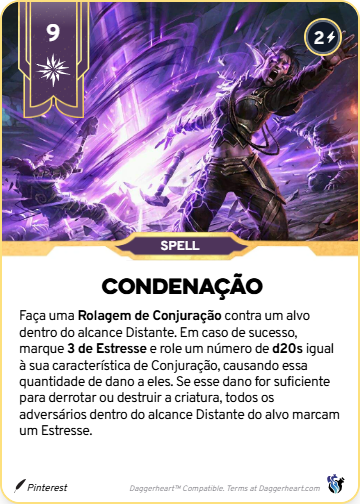 9
2
SPELL
CONDENAÇÃO
Faça uma Rolagem de Conjuração contra um alvo
dentro do alcance Distante. Em caso de sucesso,
marque 3 de Estresse e role um número de d20s igual
à sua característica de Conjuração, causando essa
quantidade de dano a eles. Se esse dano for suficiente
para derrotar ou destruir a criatura, todos os
adversários dentro do alcance Distante do alvo marcam
um Estresse.
Pinterest
Daggerheart™ Compatible. Terms at Daggerheart.com